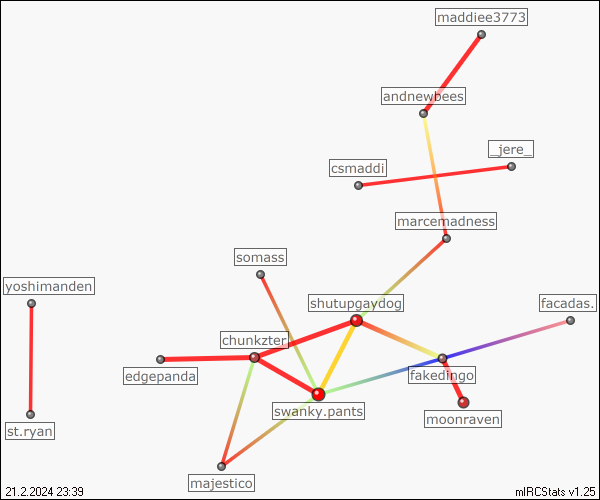 maddiee3773
andnewbees
_jere_
csmaddi
marcemadness
somass
yoshimanden
shutupgaydog
facadas.
chunkzter
edgepanda
fakedingo
swanky.pants
moonraven
st.ryan
majestico
21.2.2024 23:39
mIRCStats v1.25